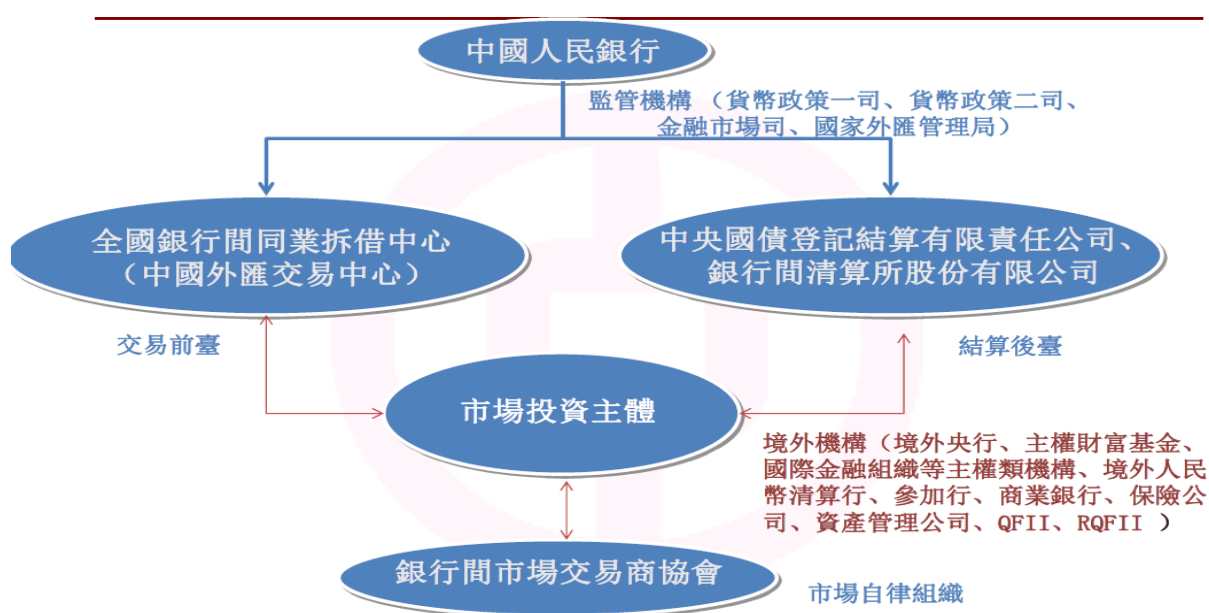 中國人民銀行
監管機構（貨幣政策一司、貨幣政策二司、
金融市場司、國家外匯管理局）
全國銀行間同業拆借中心
（中國外匯交易中心）
中央國債登記結算有限責任公司、
銀行間清算所股份有限公司
交易前臺
結算後臺
市場投資主體
境外機構（境外央行、主權財富基金、
國際金融組織等主權類機構、境外人民
幣清算行、參加行、商業銀行、保險公
司、資產管理公司、QFII、RQFII ）
銀行間市場交易商協會
市場自律組織